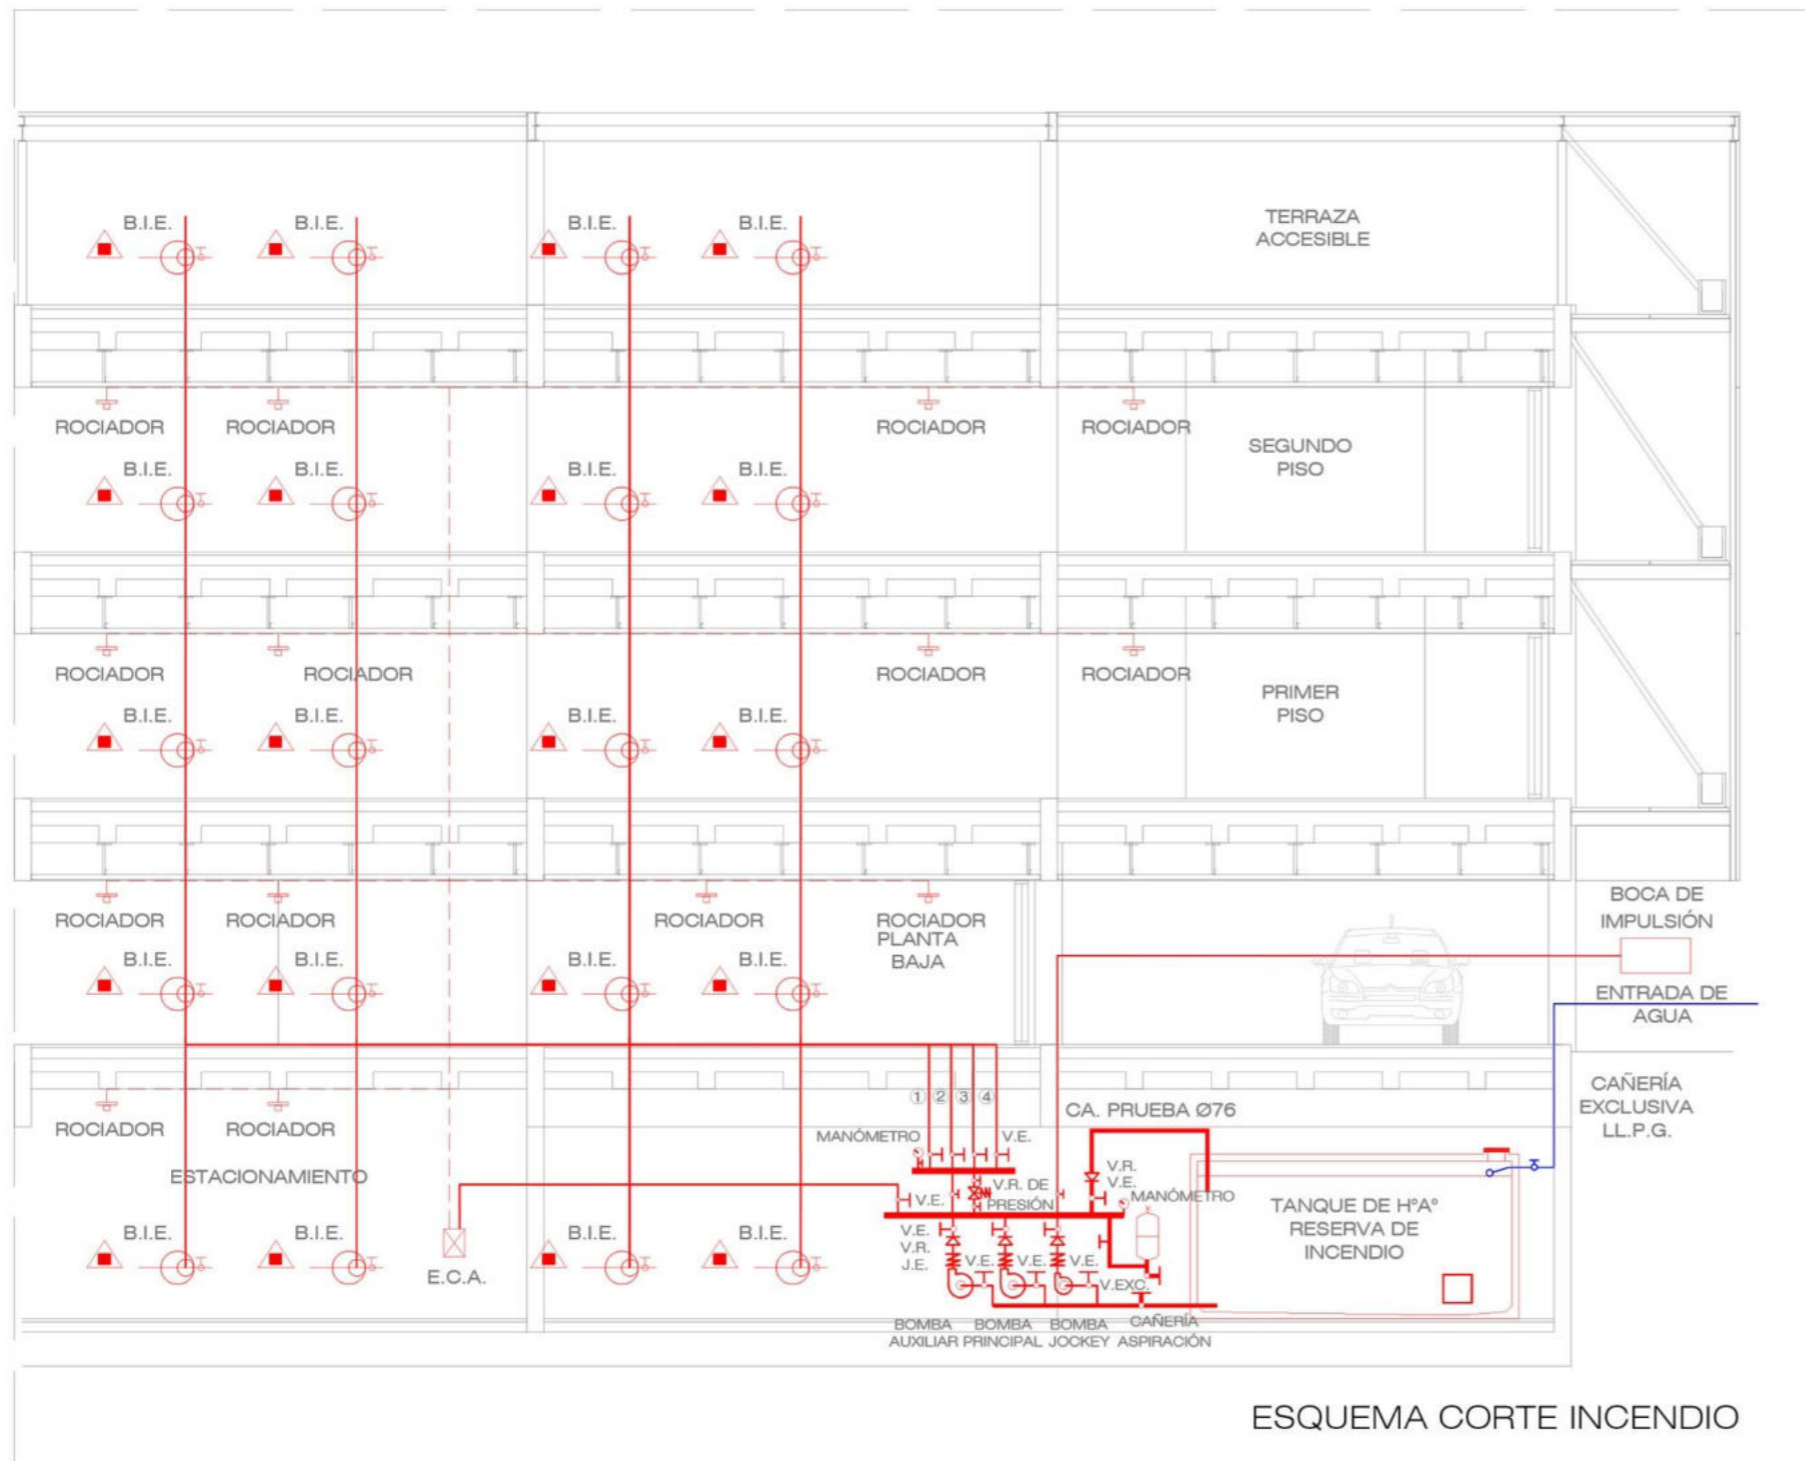 B.I.E. B.I.E. B.I.E. B.I.E.
TERRAZA
ACCESIBLE
ROCIADOR ROCIADOR ROCIADOR ROCIADOR
SEGUNDO
PISO
B.I.E. B.I.E. B.I.E. B.I.E.
ROCIADOR ROCIADOR ROCIADOR ROCIADOR
PRIMER
PISO
B.I.E. B.I.E. B.I.E. B.I.E.
ROCIADOR ROCIADOR ROCIADOR ROCIADOR
PLANTA
BAJA
B.I.E. B.I.E. B.I.E. B.I.E.
BOCA DE
IMPULSIÓN
ENTRADA DE
AGUA
CAÑERÍA
EXCLUSIVA
LL.P.G.
① ② ③ ④
CA. PRUEBA Ø76
ROCIADOR ROCIADOR
MANÓMETRO
V.E.
ESTACIONAMIENTO
V.R.
V.E.
V.R. DE
PRESIÓN
V.E.
MANÓMETRO
TANQUE DE HºAº
RESERVA DE
INCENDIO
B.I.E. B.I.E. B.I.E. B.I.E.
V.E.
V.R.
J.E.
V.E. V.E. V.E.
V.EXC.
E.C.A.
BOMBA
AUXILIAR
BOMBA
PRINCIPAL
BOMBA
JOCKEY
CAÑERÍA
ASPIRACIÓN
ESQUEMA CORTE INCENDIO